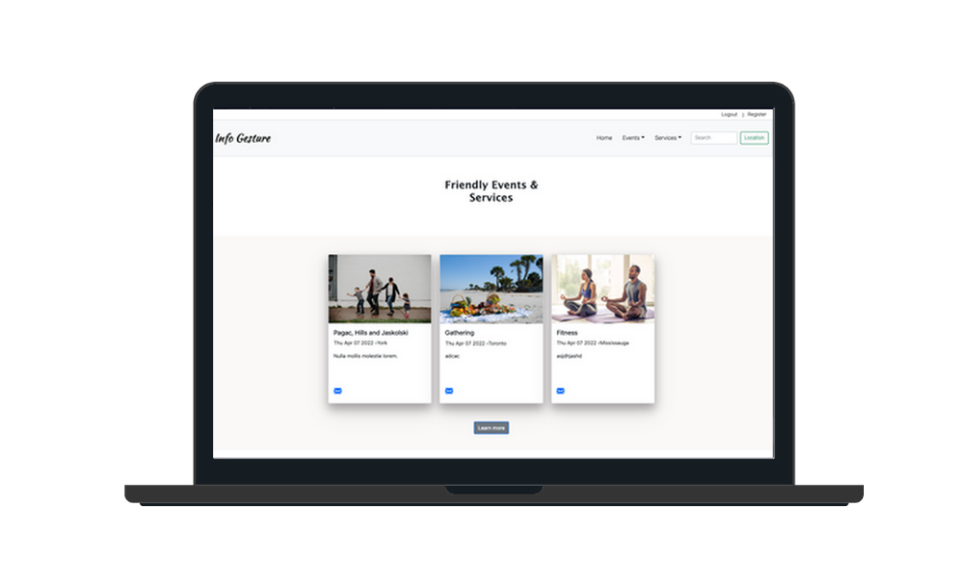 Logout | Register
Info Gesture
Home Events Services Search Location
Friendly Events &
Services
Pagac, Hills and Jaskolski
Thu Apr 07 2022 -York
Nulla mollis molestie lorem.
Gathering
Thu Apr 07 2022 -Toronto
adcac
Fitness
Thu Apr 07 2022 -Mississauga
Learn more